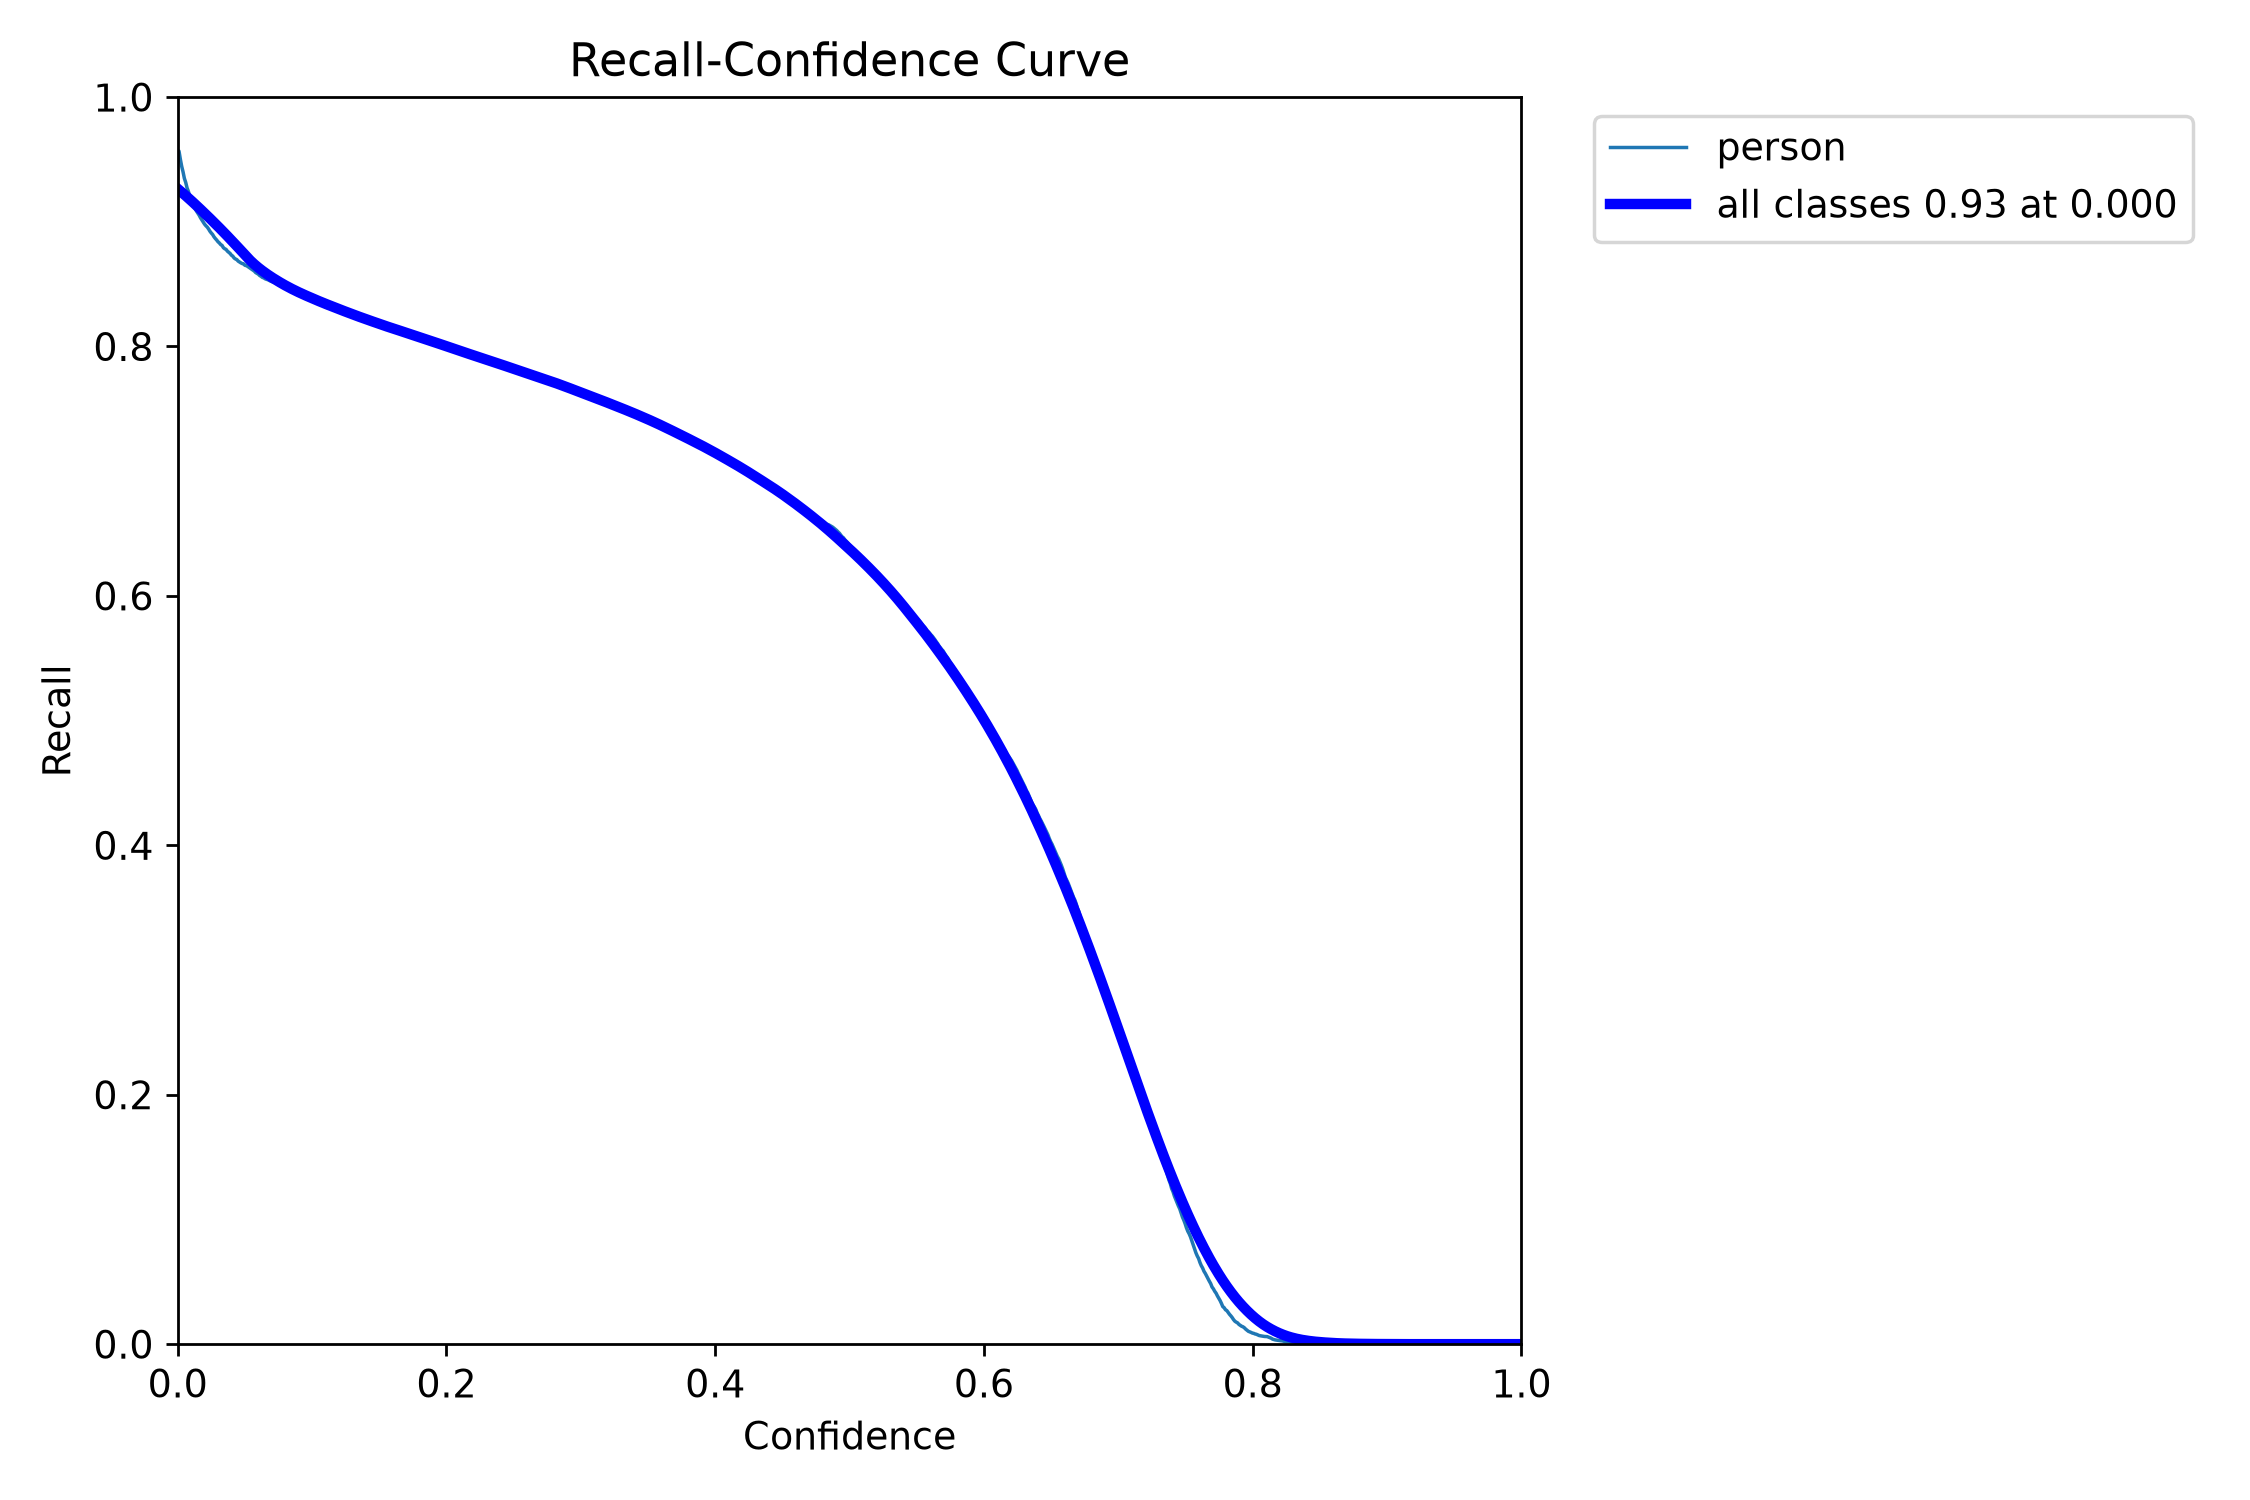 Recall-Confidence Curve
1.0
0.8
0.6
0.4
0.2
0.0
Recall
0.0 0.2 0.4 0.6 0.8 1.0
Confidence
person
all classes 0.93 at 0.000